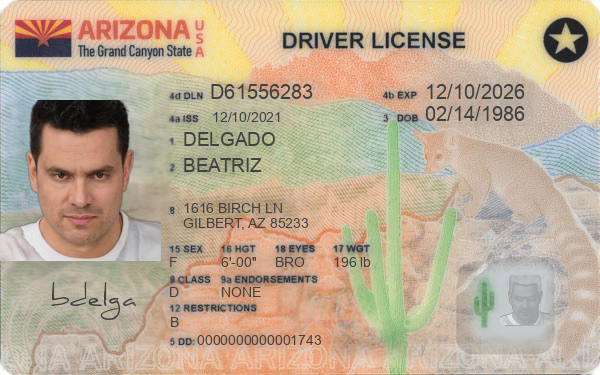 ARIZONA USA
The Grand Canyon State
DRIVER LICENSE
4d DLN D61556283
4b EXP 12/10/2026
4a ISS 12/10/2021
3 DOB 02/14/1986
1 DELGADO
2 BEATRIZ
8 1616 BIRCH LN
GILBERT, AZ 85233
15 SEX 16 HGT 18 EYES 17 WGT
F 6'-00" BRO 196 lb
9 CLASS 9a ENDORSEMENTS
D NONE
12 RESTRICTIONS
B
5 DD: 0000000000001743
bdelga
ARIZONA ARIZONA ARIZONA ARIZONA